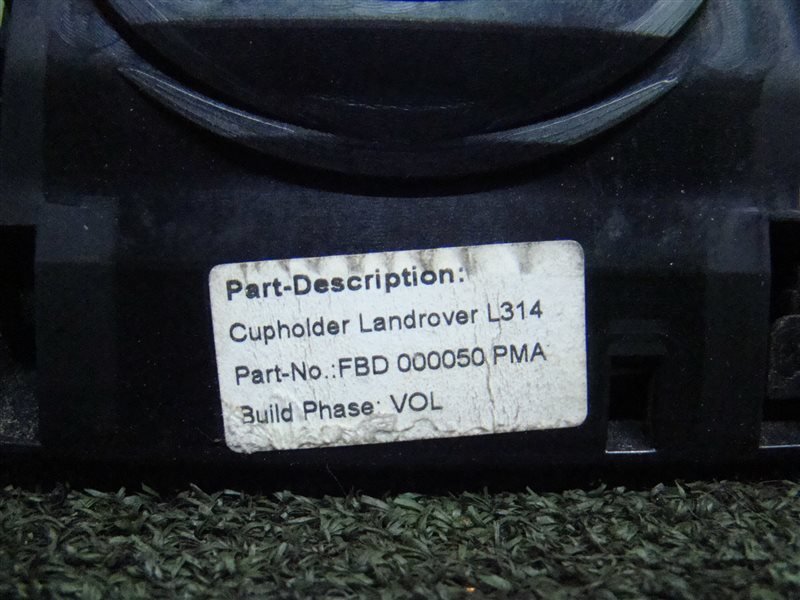 Part-Description:
Cupholder Landrover L314
Part-No.:FBD 000050 PMA
Build Phase: VOL